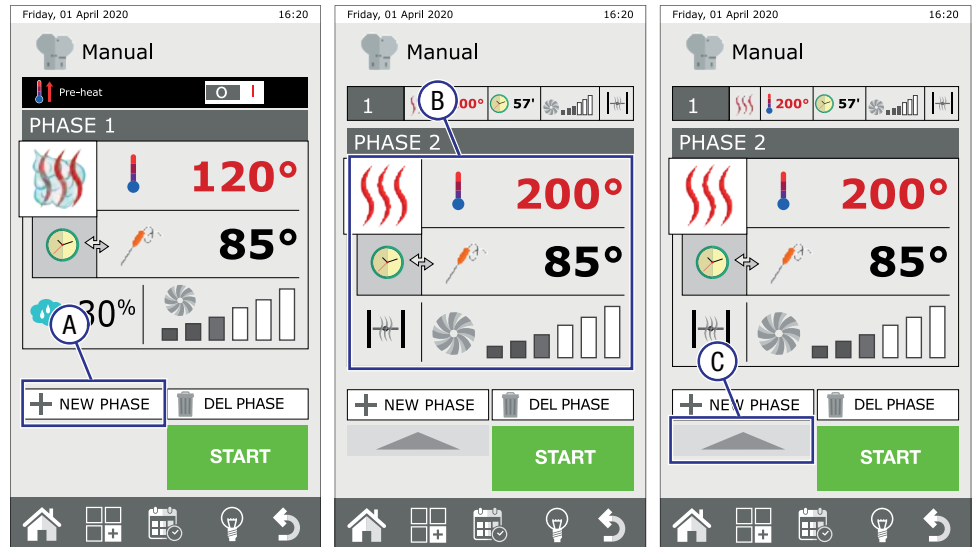 Friday, 01 April 2020 16:20
Manual
Pre-heat O I
PHASE 1
120°
85°
30%
A
NEW PHASE DEL PHASE
START
Friday, 01 April 2020 16:20
Manual
1 00° 57'
B
PHASE 2
200°
85°
NEW PHASE DEL PHASE
START
Friday, 01 April 2020 16:20
Manual
1 200° 57'
PHASE 2
200°
85°
C
NEW PHASE DEL PHASE
START